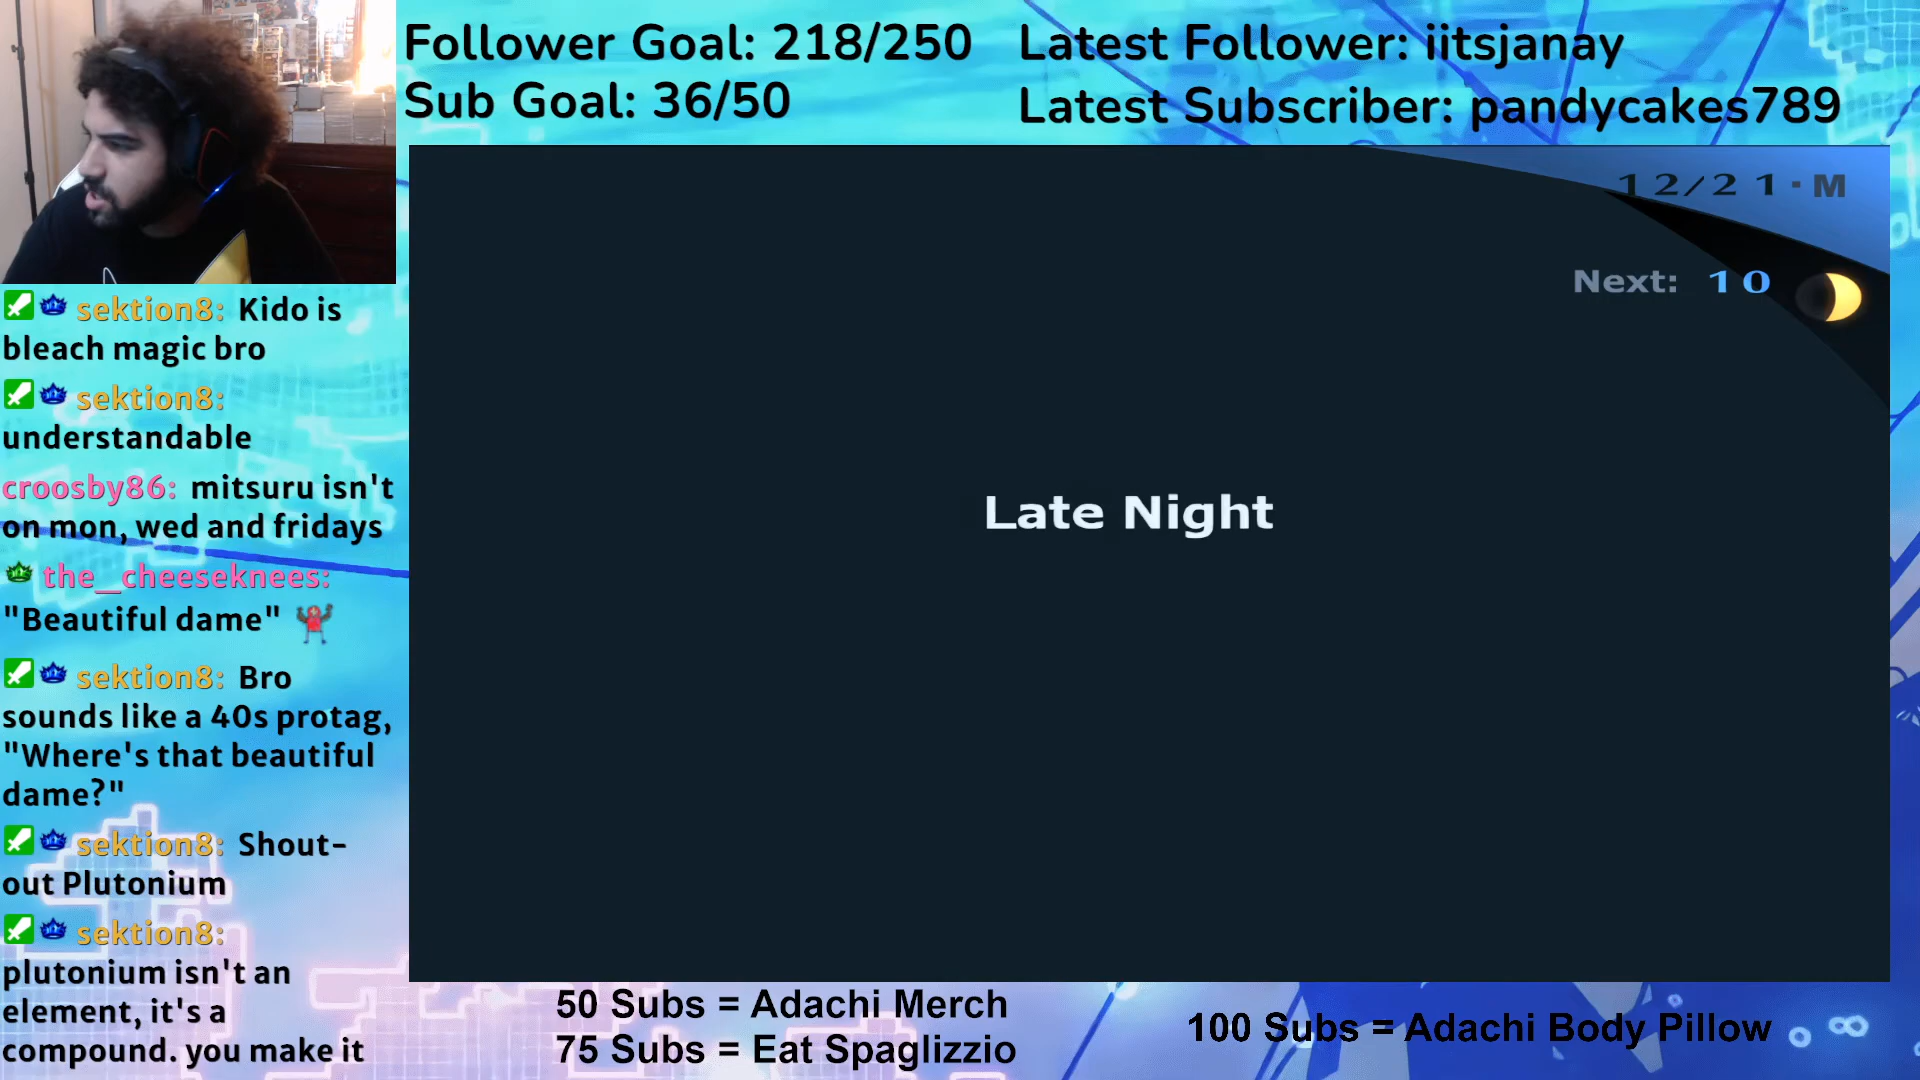 Follower Goal: 218/250
Sub Goal: 36/50
Latest Follower: iitsjanay
Latest Subscriber: pandycakes789
12/21·M
Next: 10
Late Night
sektion8: Kido is
bleach magic bro
sektion8:
understandable
croosby86: mitsuru isn't
on mon, wed and fridays
the__cheeseknees:
"Beautiful dame"
sektion8: Bro
sounds like a 40s protag,
"Where's that beautiful
dame?"
sektion8: Shout-
out Plutonium
sektion8:
plutonium isn't an
element, it's a
compound. you make it
50 Subs = Adachi Merch
75 Subs = Eat Spaglizzio
100 Subs = Adachi Body Pillow